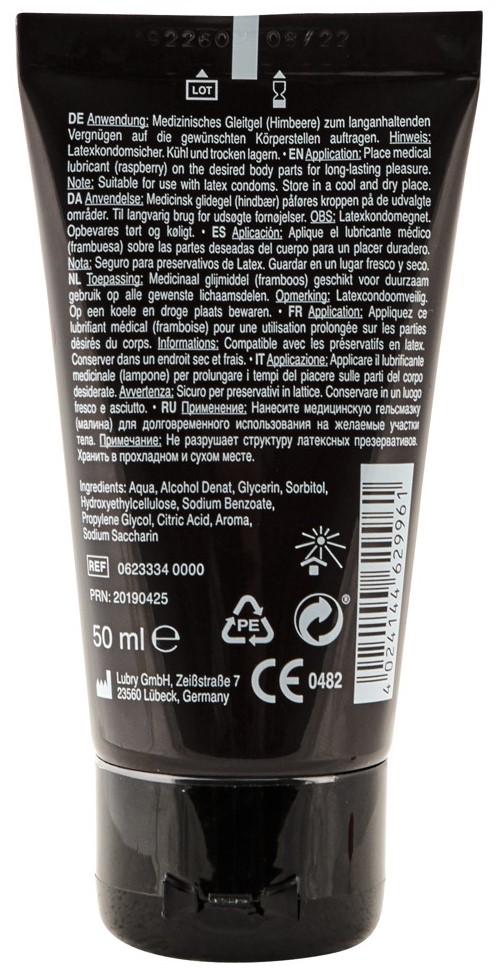 LOT
DE Anwendung: Medizinisches Gleitgel (Himbeere) zum langanhaltenden
Vergnügen auf die gewünschten Körperstellen auftragen. Hinweis:
Latexkondomsicher. Kühl und trocken lagern. • EN Application: Place medical
lubricant (raspberry) on the desired body parts for long-lasting pleasure.
Note: Suitable for use with latex condoms. Store in a cool and dry place.
DA Anvendelse: Medicinsk glidegel (hindbær) påføres kroppen på de udvalgte
områder. Til langvarig brug for udsøgte fornøjelser. OBS: Latexkondomegnet.
Opbevares tørt og køligt. • ES Aplicación: Aplique el lubricante médico
(frambuesa) sobre las partes deseadas del cuerpo para un placer duradero.
Nota: Seguro para preservativos de Latex. Guardar en un lugar fresco y seco.
NL Toepassing: Medicinaal glijmiddel (framboos) geschikt voor duurzaam
gebruik op alle gewenste lichaamsdelen. Opmerking: Latexcondoomveilig.
Op een koele en droge plaats bewaren. • FR Application: Appliquez ce
lubrifiant médical (framboise) pour une utilisation prolongée sur les parties
désirés du corps. Informations: Compatible avec les préservatifs en latex.
Conserver dans un endroit sec et frais. • IT Applicazione: Applicare il lubrificante
medicinale (lampone) per prolungare i tempi del piacere sulle parti del corpo
desiderate. Avvertenza: Sicuro per preservativi in lattice. Conservare in un luogo
fresco e asciutto. • RU Применение: Нанесите медицинскую гельсмазку
(малина) для долговременного использования на желаемые участки
тела. Примечание: Не разрушает структуру латексных презервативов.
Хранить в прохладном и сухом месте.
Ingredients: Aqua, Alcohol Denat, Glycerin, Sorbitol,
Hydroxyethylcellulose, Sodium Benzoate,
Propylene Glycol, Citric Acid, Aroma,
Sodium Saccharin
REF 0623334 0000
PRN: 20190425
50 ml e
PE
®
Lubry GmbH, Zeißstraße 7
23560 Lübeck, Germany
CE 0482
4 024144 629961